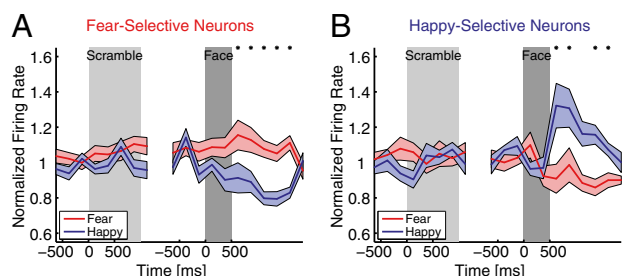 A
Fear-Selective Neurons
Normalized Firing Rate
1.6
1.4
1.2
1
0.8
0.6
Scramble
Face
Fear
Happy
−500 0 500
−500 0 500
Time [ms]
B
Happy-Selective Neurons
Normalized Firing Rate
1.6
1.4
1.2
1
0.8
0.6
Scramble
Face
Fear
Happy
−500 0 500
−500 0 500
Time [ms]